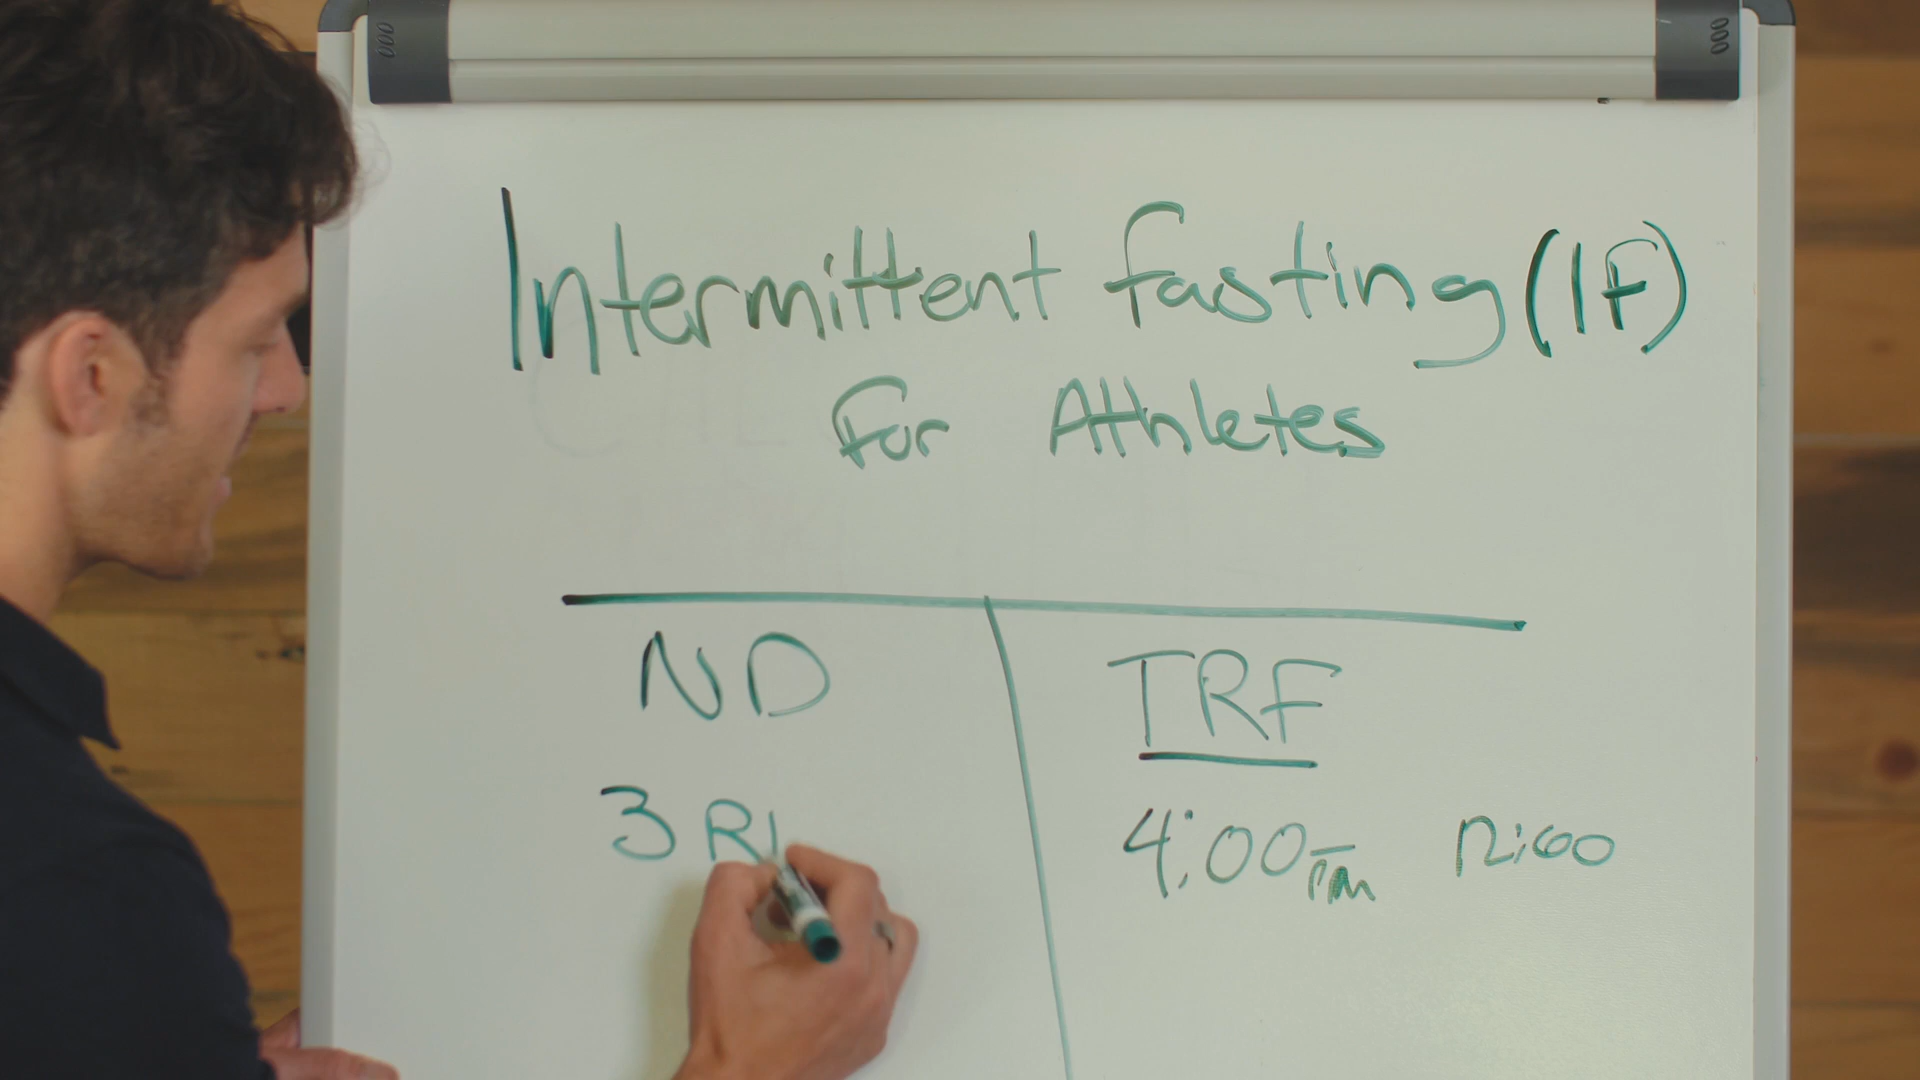 Intermittent fasting (IF)
for Athletes
ND
TRF
3 R
4:00 pm 12:00